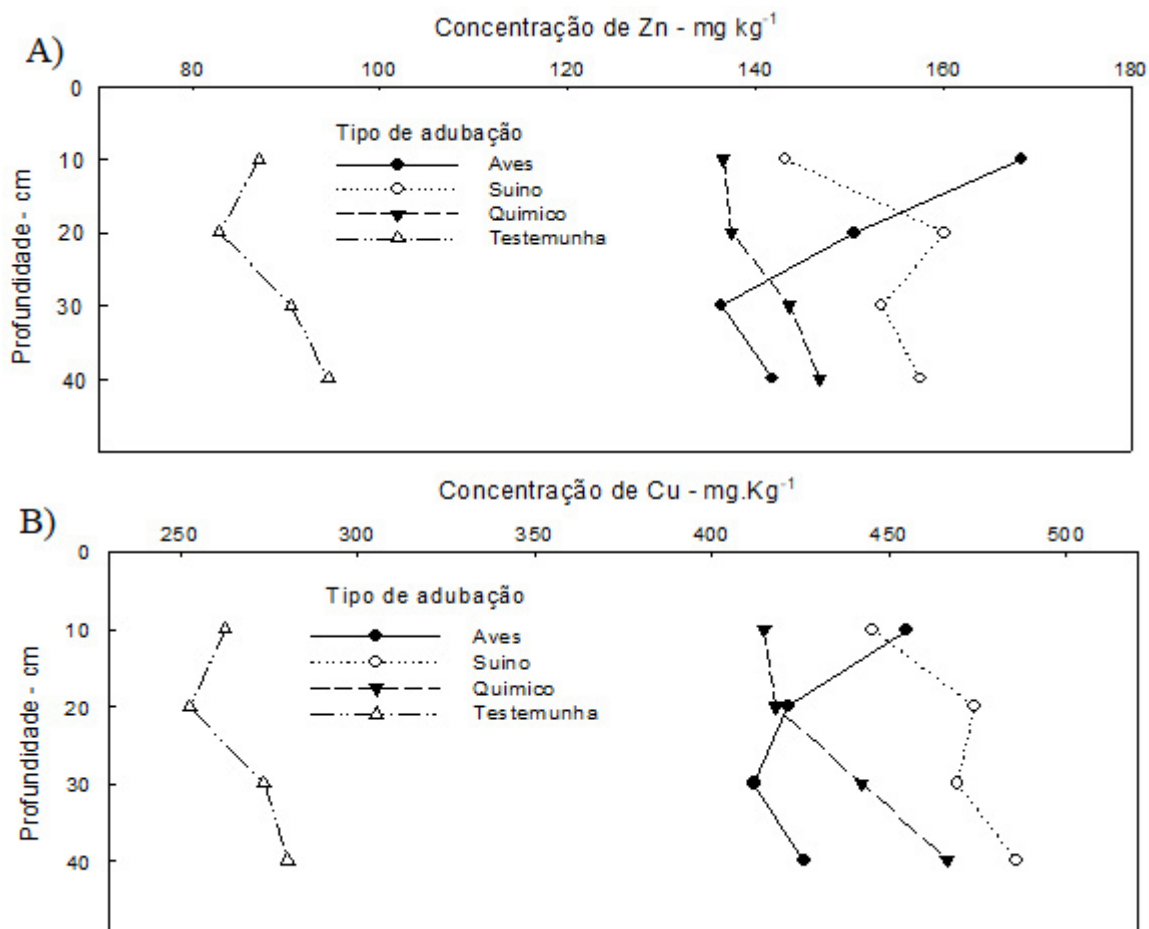 Concentração de Zn - mg kg⁻¹
A)
80 100 120 140 160 180
0
10
20
30
40
Profundidade - cm
Tipo de adubação
Aves
Suino
Quimico
Testemunha
Concentração de Cu - mg.Kg⁻¹
B)
250 300 350 400 450 500
0
10
20
30
40
Profundidade - cm
Tipo de adubação
Aves
Suino
Quimico
Testemunha